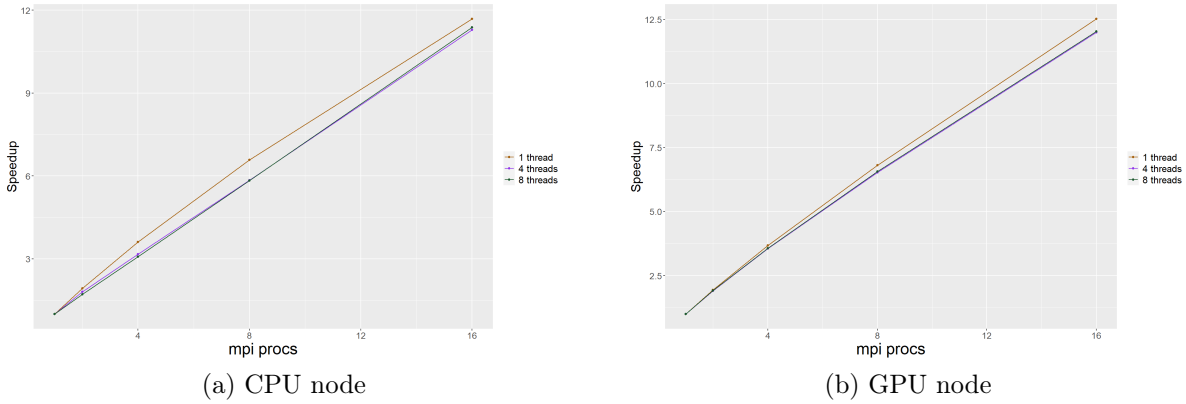 12
9
6
3
Speedup
4
8
12
16
mpi procs
1 thread
4 threads
8 threads
(a) CPU node
12.5
10.0
7.5
5.0
2.5
Speedup
4
8
12
16
mpi procs
1 thread
4 threads
8 threads
(b) GPU node